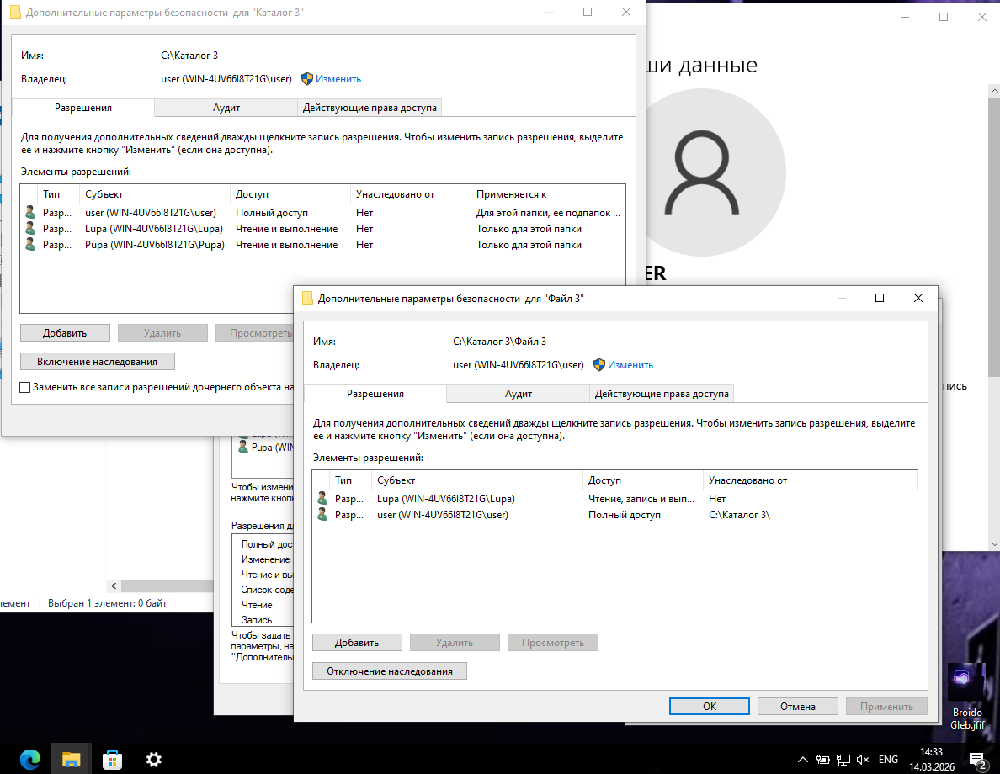 Дополнительные параметры безопасности для "Каталог 3"
Имя: C:\Каталог 3
Владелец: user (WIN-4UV66I8T21G\user) Изменить
Разрешения Аудит Действующие права доступа
Для получения дополнительных сведений дважды щелкните запись разрешения. Чтобы изменить запись разрешения, выделите
ее и нажмите кнопку "Изменить" (если она доступна).
Элементы разрешений:
Тип Субъект Доступ Унаследовано от Применяется к
Разр... user (WIN-4UV66I8T21G\user) Полный доступ Нет Для этой папки, ее подпапок ...
Разр... Lupa (WIN-4UV66I8T21G\Lupa) Чтение и выполнение Нет Только для этой папки
Разр... Pupa (WIN-4UV66I8T21G\Pupa) Чтение и выполнение Нет Только для этой папки
Добавить Удалить Просмотреть
Включение наследования
Заменить все записи разрешений дочернего объекта на
ши данные
ER
пись
Pupa (WIN
Чтобы измени
нажмите кноп
Разрешения д
Полный дос
Изменение
Чтение и вы
Список соде
Чтение
Запись
Чтобы задать
параметры, на
"Дополнитель
лемент Выбран 1 элемент: 0 байт
Дополнительные параметры безопасности для "Файл 3"
Имя: C:\Каталог 3\Файл 3
Владелец: user (WIN-4UV66I8T21G\user) Изменить
Разрешения Аудит Действующие права доступа
Для получения дополнительных сведений дважды щелкните запись разрешения. Чтобы изменить запись разрешения, выделите
ее и нажмите кнопку "Изменить" (если она доступна).
Элементы разрешений:
Тип Субъект Доступ Унаследовано от
Разр... Lupa (WIN-4UV66I8T21G\Lupa) Чтение, запись и вып... Нет
Разр... user (WIN-4UV66I8T21G\user) Полный доступ C:\Каталог 3\
Добавить Удалить Просмотреть
Отключение наследования
ОК Отмена Применить
Broido
Gleb.jfif
ENG
14:33
14.03.2026
2